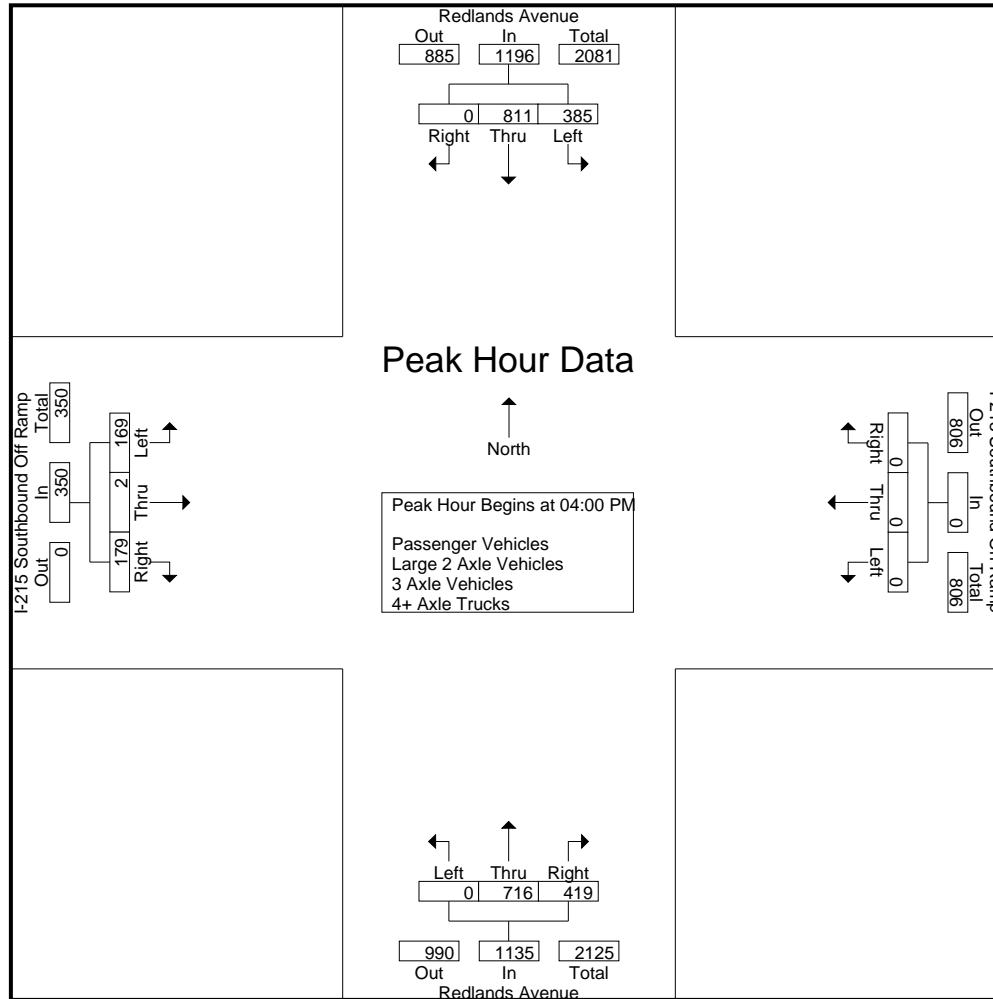 Redlands Avenue
Out In Total
885 1196 2081
0 811 385
Right Thru Left
Peak Hour Data
North
Peak Hour Begins at 04:00 PM
Passenger Vehicles
Large 2 Axle Vehicles
3 Axle Vehicles
4+ Axle Trucks
I-215 Southbound Off Ramp
Out In Total
0 350 350
179 2 169
Right Thru Left
Out In Total
806 0 806
0 0 0
Right Thru Left
Left Thru Right
0 716 419
990 1135 2125
Out In Total
Redlands Avenue